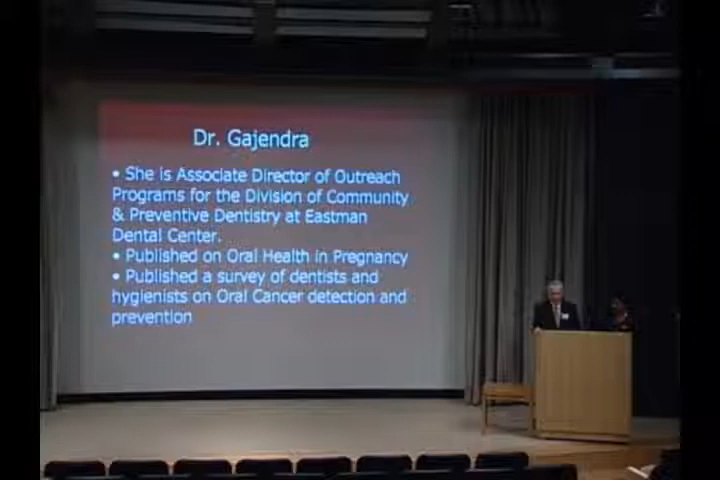 Dr. Gajendra
• She is Associate Director of Outreach
Programs for the Division of Community
& Preventive Dentistry at Eastman
Dental Center.
• Published on Oral Health in Pregnancy
• Published a survey of dentists and
hygienists on Oral Cancer detection and
prevention